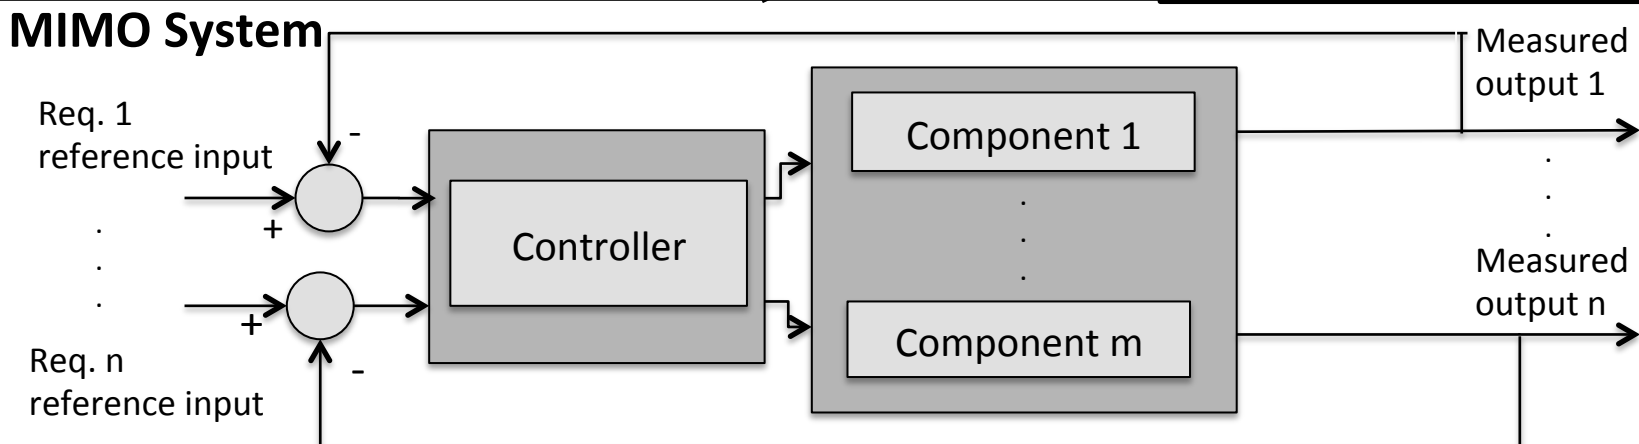 MIMO System
Measured
output 1
Req. 1
reference input
-
+
Component 1
.
.
.
Controller
.
.
.
.
.
.
Measured
output n
+
Component m
Req. n
reference input
-